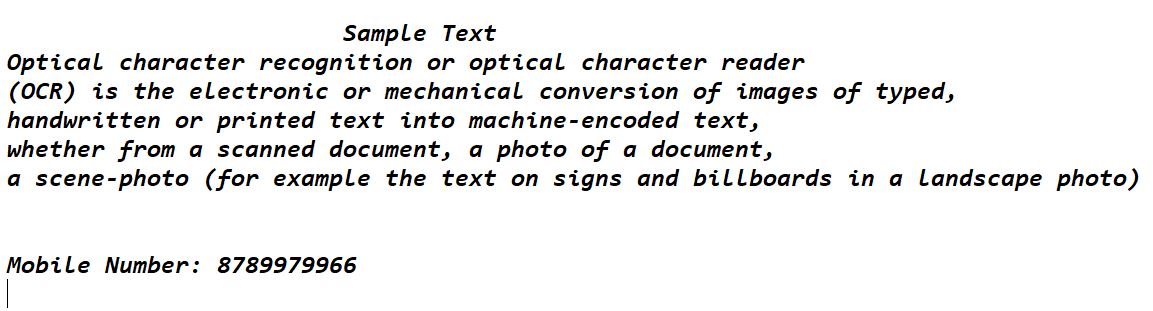 Sample Text
Optical character recognition or optical character reader
(OCR) is the electronic or mechanical conversion of images of typed,
handwritten or printed text into machine-encoded text,
whether from a scanned document, a photo of a document,
a scene-photo (for example the text on signs and billboards in a landscape photo)
Mobile Number: 8789979966